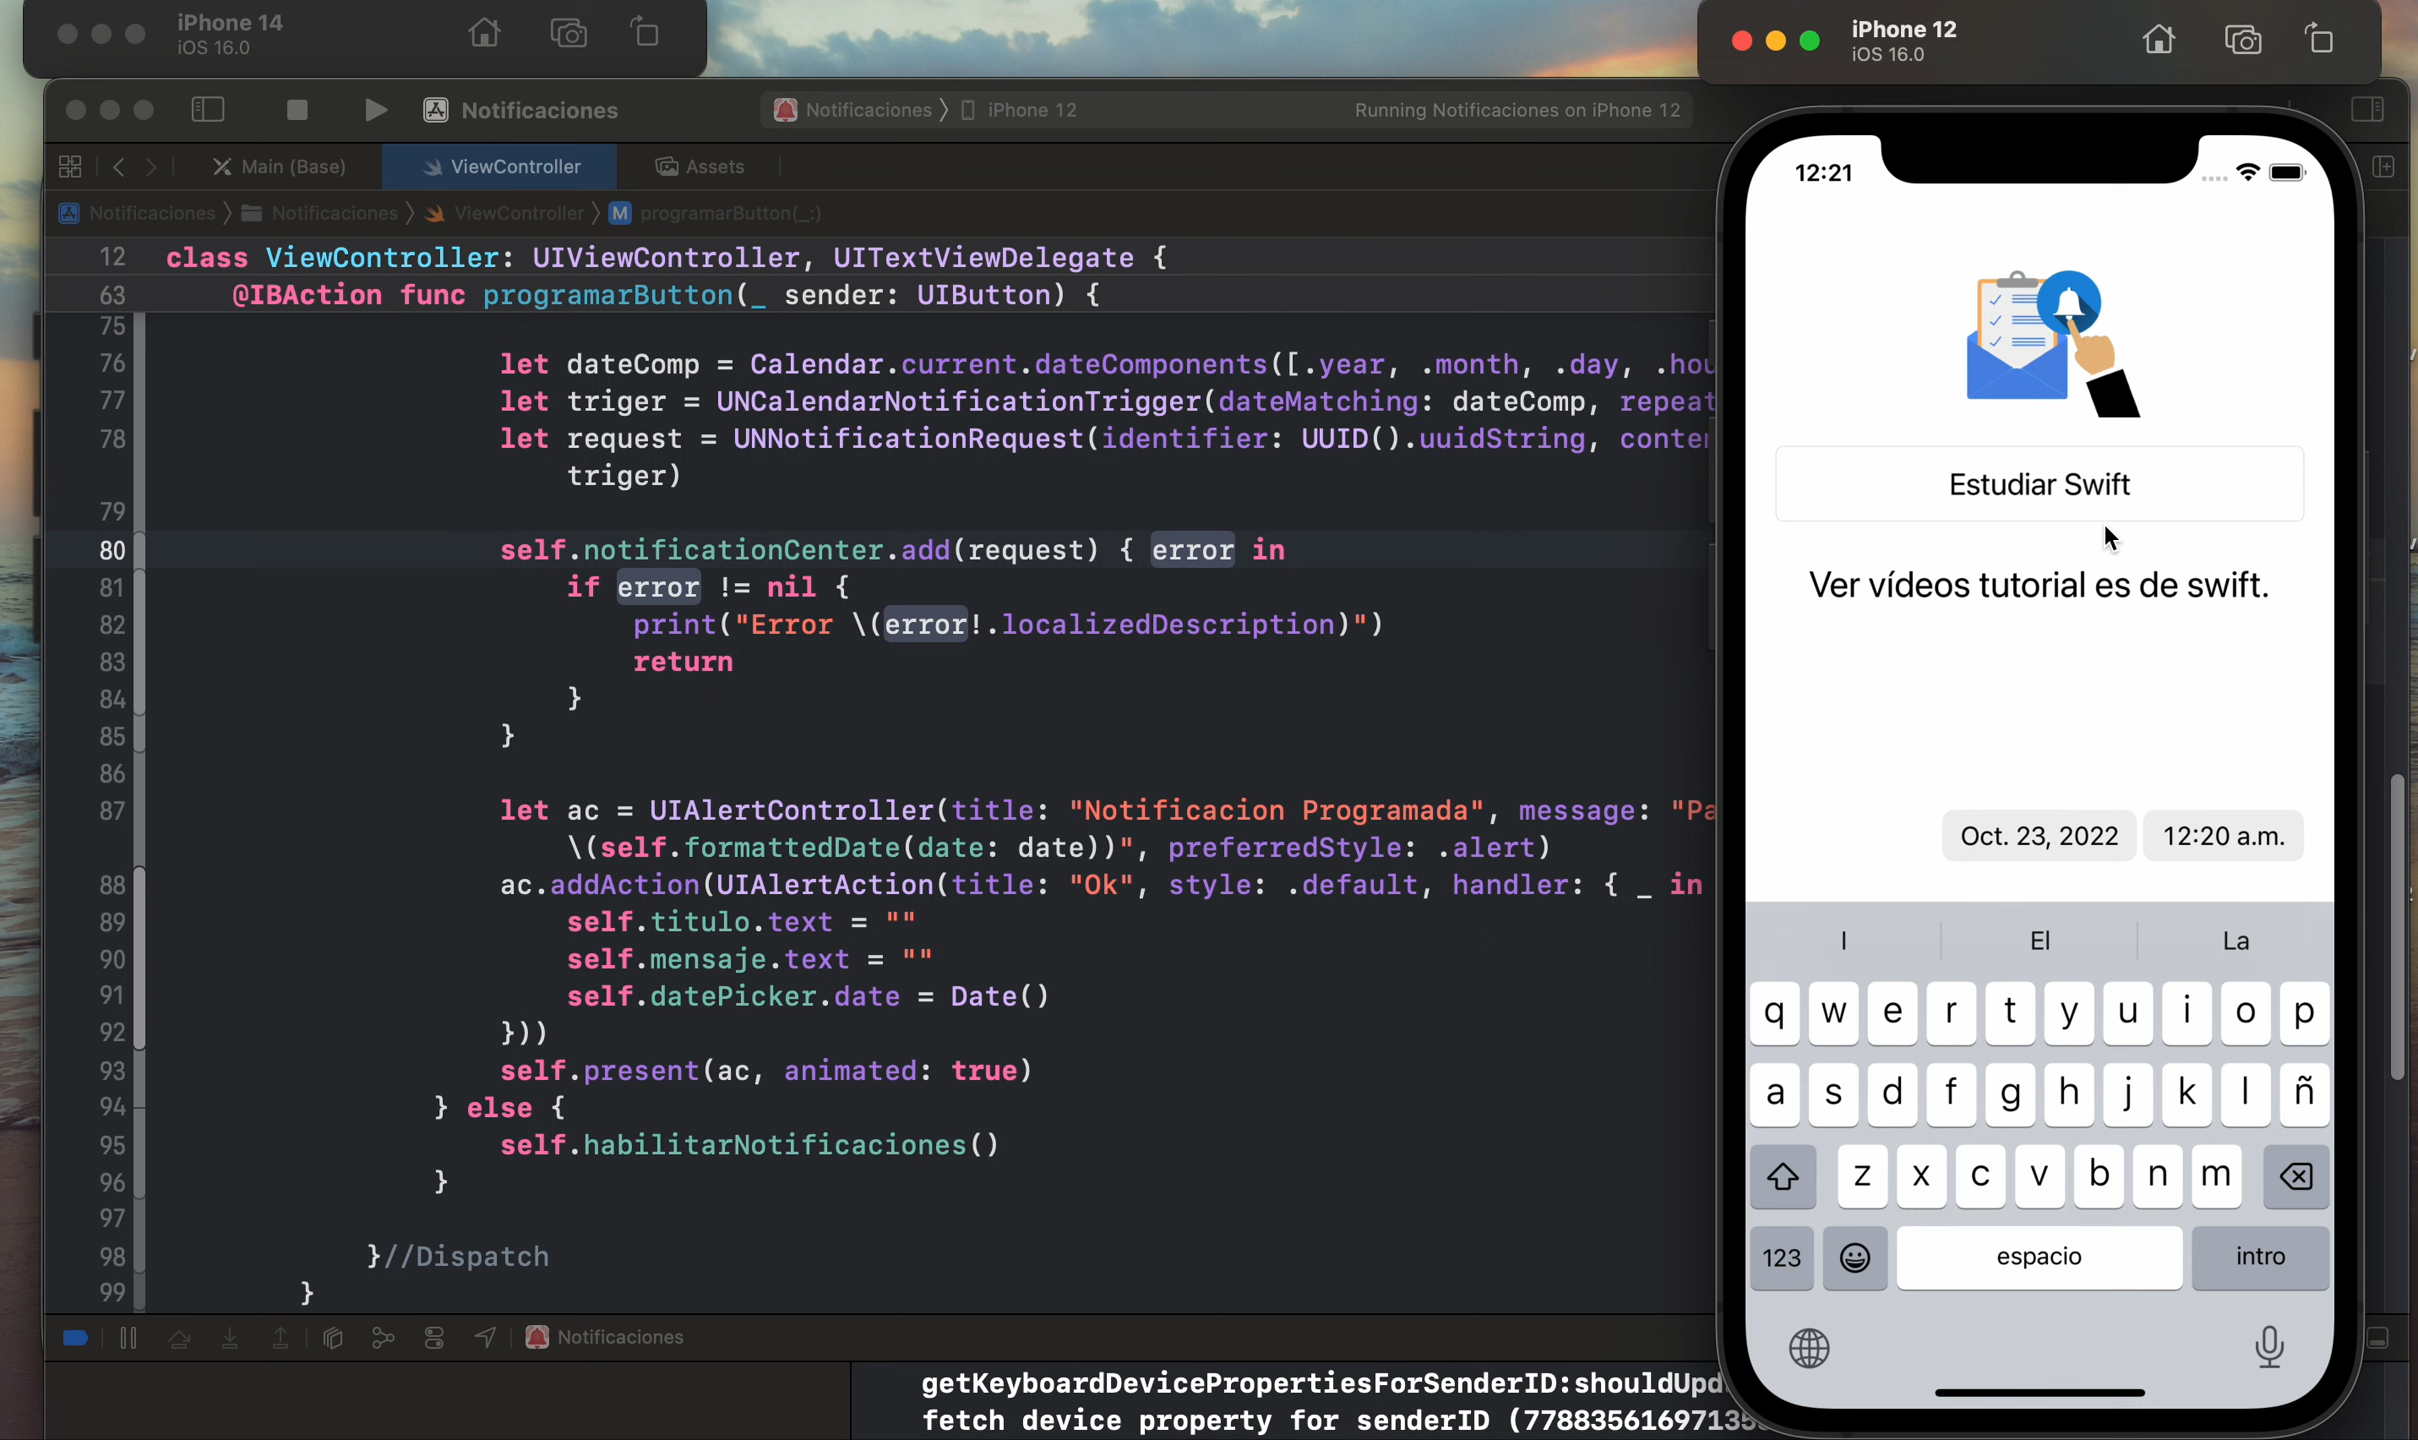 iPhone 14
iOS 16.0
iPhone 12
iOS 16.0
Notificaciones
Notificaciones 〉 iPhone 12
Running Notificaciones on iPhone 12
Main (Base)
ViewController
Assets
Notificaciones 〉 Notificaciones 〉 ViewController 〉 M programarButton(_:)
12 class ViewController: UIViewController, UITextViewDelegate {
63 @IBAction func programarButton(_ sender: UIButton) {
75
76 let dateComp = Calendar.current.dateComponents([.year, .month, .day, .hou
77 let triger = UNCalendarNotificationTrigger(dateMatching: dateComp, repeat
78 let request = UNNotificationRequest(identifier: UUID().uuidString, conten
triger)
79
80 self.notificationCenter.add(request) { error in
81 if error != nil {
82 print("Error \(error!.localizedDescription)")
83 return
84 }
85 }
86
87 let ac = UIAlertController(title: "Notificacion Programada", message: "Pa
\(self.formattedDate(date: date))", preferredStyle: .alert)
88 ac.addAction(UIAlertAction(title: "Ok", style: .default, handler: { _ in
89 self.titulo.text = ""
90 self.mensaje.text = ""
91 self.datePicker.date = Date()
92 }))
93 self.present(ac, animated: true)
94 } else {
95 self.habilitarNotificaciones()
96 }
97
98 }//Dispatch
99 }
Notificaciones
getKeyboardDevicePropertiesForSenderID:shouldUpd
fetch device property for senderID (77883561697135
12:21
Estudiar Swift
Ver vídeos tutorial es de swift.
Oct. 23, 2022 12:20 a.m.
I El La
q w e r t y u i o p
a s d f g h j k l ñ
z x c v b n m
123 espacio intro